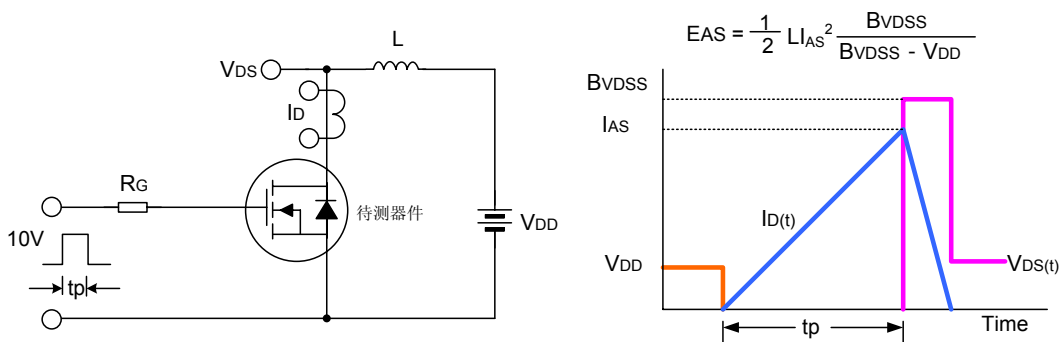 VDS
L
ID
RG
待测器件
10V
VDD
tp
EAS = 1/2 LIAS² BVDSS / BVDSS - VDD
BVDSS
IAS
ID(t)
VDD
VDS(t)
tp
Time